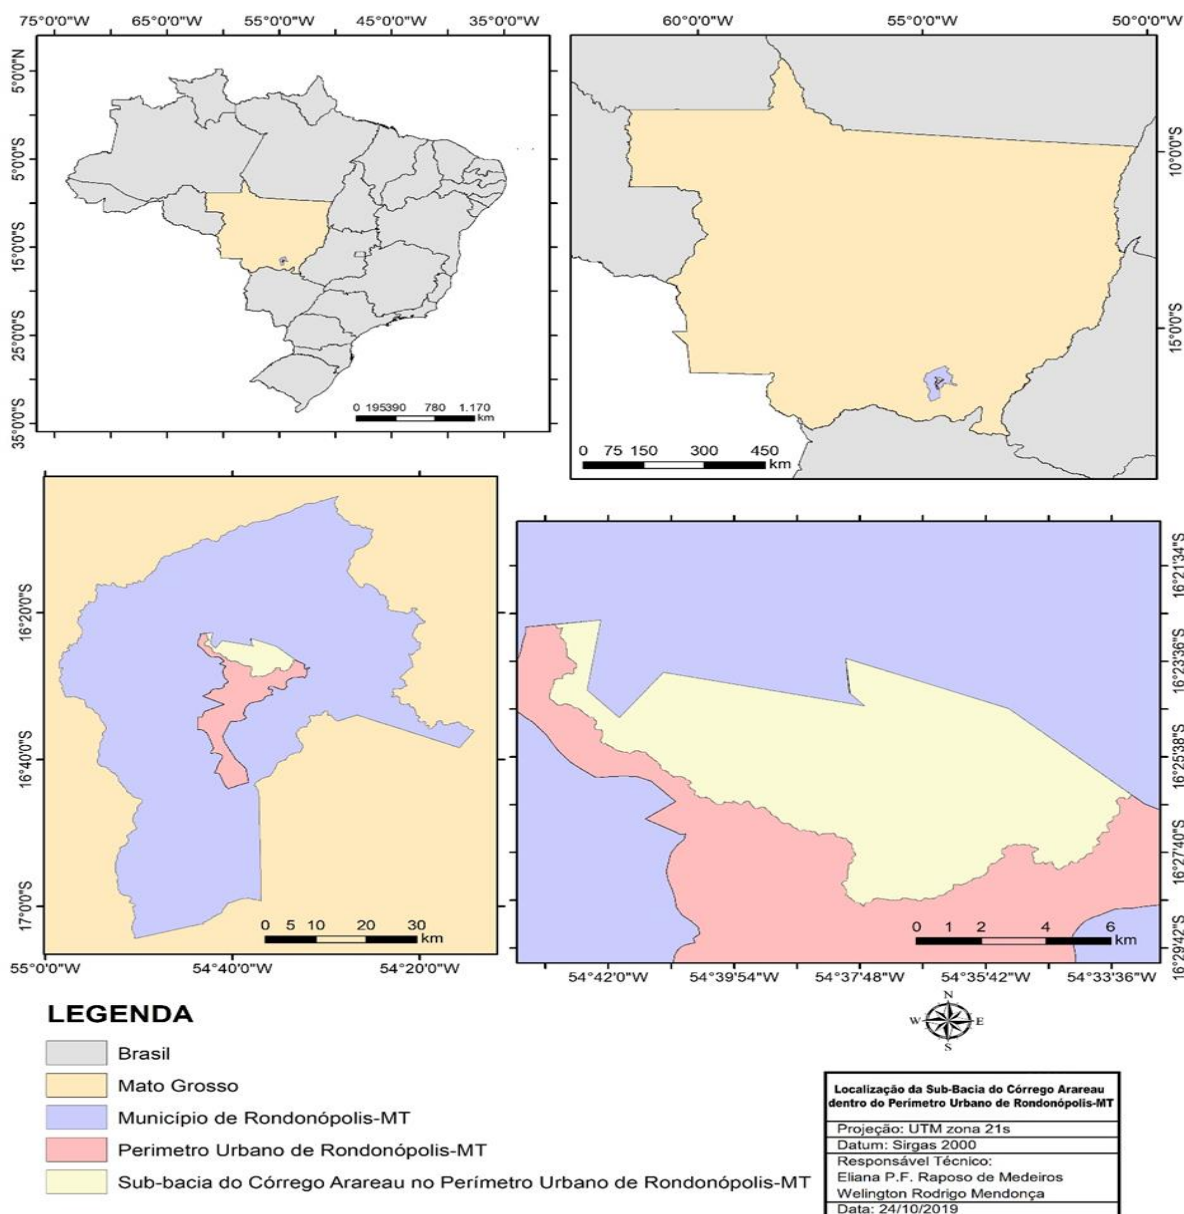 75°0'0"W 65°0'0"W 55°0'0"W 45°0'0"W 35°0'0"W
5°0'0"N
5°0'0"S
15°0'0"S
25°0'0"S
35°0'0"S
0 195390 780 1.170
km
60°0'0"W 55°0'0"W 50°0'0"W
10°0'0"S
15°0'0"S
0 75 150 300 450
km
16°20'0"S
16°40'0"S
17°0'0"S
0 5 10 20 30
km
55°0'0"W 54°40'0"W 54°20'0"W
16°21'34"S
16°23'36"S
16°25'38"S
16°27'40"S
16°29'42"S
0 1 2 4 6
km
54°42'0"W 54°39'54"W 54°37'48"W 54°35'42"W 54°33'36"W
N
W E
S
LEGENDA
Brasil
Mato Grosso
Município de Rondonópolis-MT
Perimetro Urbano de Rondonópolis-MT
Sub-bacia do Córrego Arareau no Perímetro Urbano de Rondonópolis-MT
Localização da Sub-Bacia do Córrego Arareau
dentro do Perímetro Urbano de Rondonópolis-MT
Projeção: UTM zona 21s
Datum: Sirgas 2000
Responsável Técnico:
Eliana P.F. Raposo de Medeiros
Welington Rodrigo Mendonça
Data: 24/10/2019